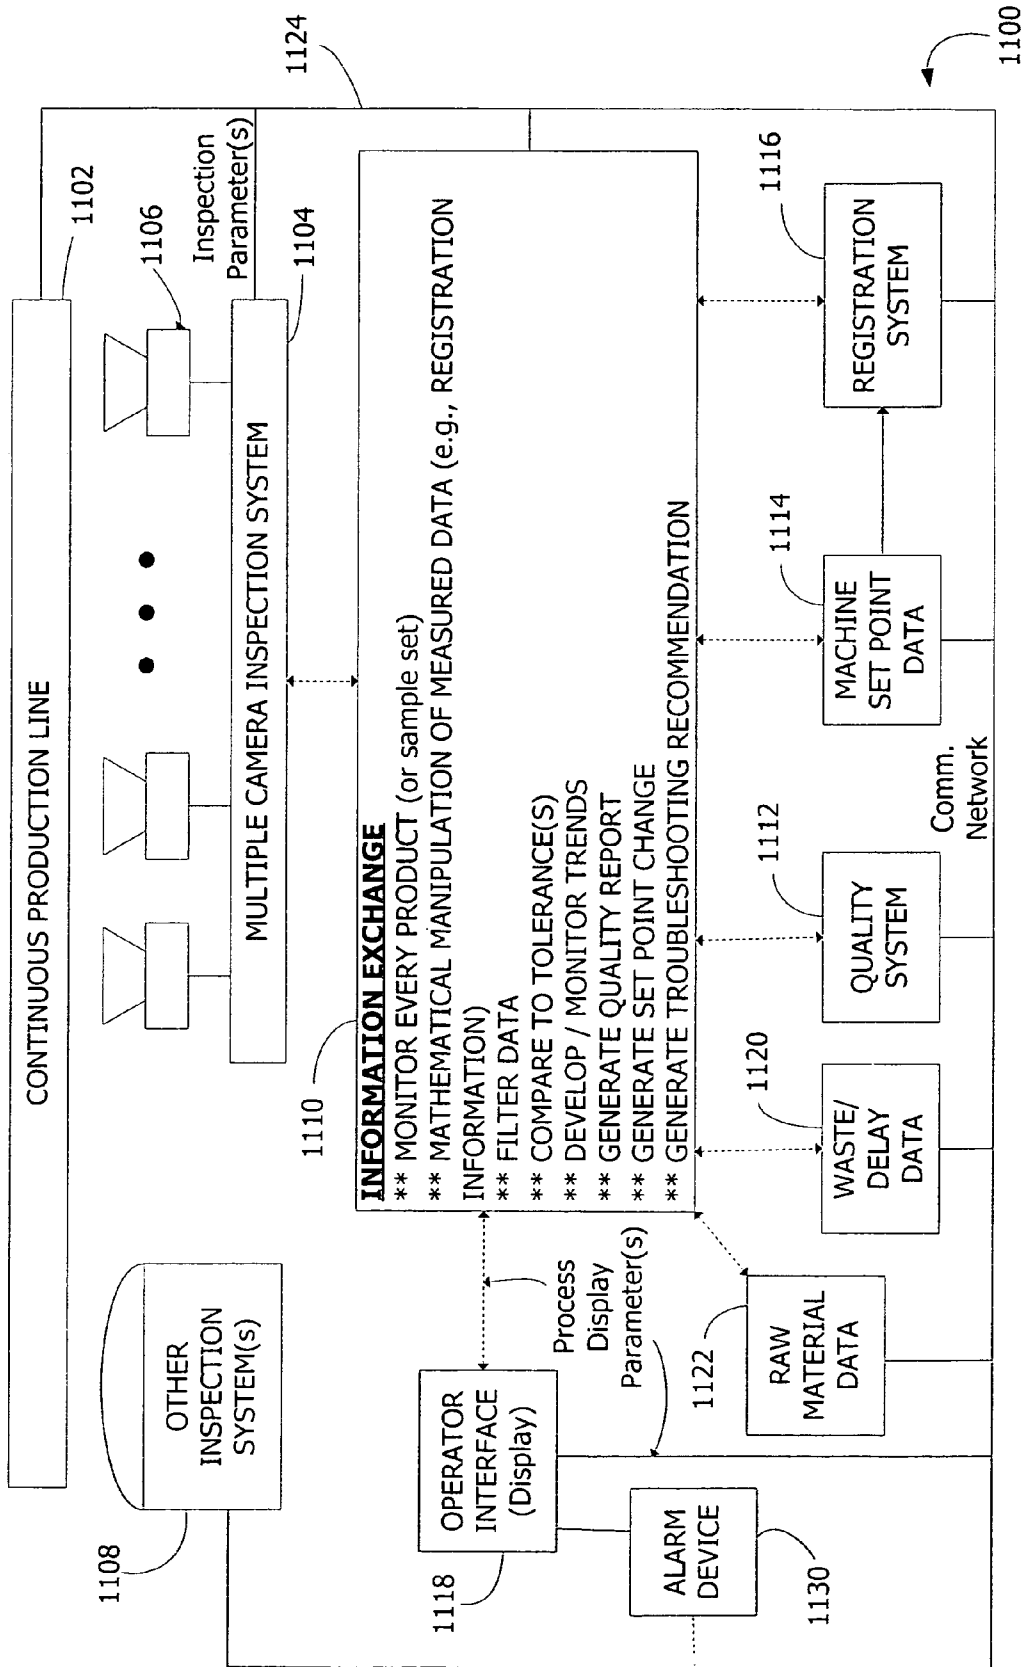 CONTINUOUS PRODUCTION LINE
1102
1124
1106
Inspection
Parameter(s)
OTHER
INSPECTION
SYSTEM(s)
1108
MULTIPLE CAMERA INSPECTION SYSTEM
1104
1110
INFORMATION EXCHANGE
** MONITOR EVERY PRODUCT (or sample set)
** MATHEMATICAL MANIPULATION OF MEASURED DATA (e.g., REGISTRATION
INFORMATION)
** FILTER DATA
** COMPARE TO TOLERANCE(S)
** DEVELOP / MONITOR TRENDS
** GENERATE QUALITY REPORT
** GENERATE SET POINT CHANGE
** GENERATE TROUBLESHOOTING RECOMMENDATION
OPERATOR
INTERFACE
(Display)
1118
Process
Display
Parameter(s)
ALARM
DEVICE
1130
1122
RAW
MATERIAL
DATA
1120
WASTE/
DELAY
DATA
1112
QUALITY
SYSTEM
1114
MACHINE
SET POINT
DATA
1116
REGISTRATION
SYSTEM
Comm.
Network
1100